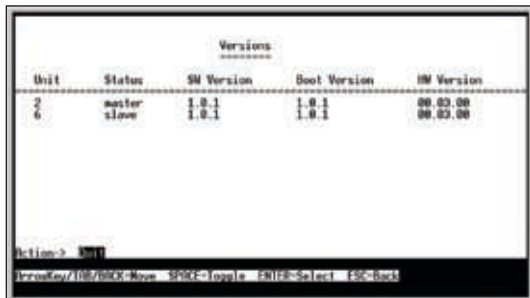 Versions
Unit Status SW Version Boot Version HW Version
2 master 1.0.1 1.0.1 00.03.00
6 slave 1.0.1 1.0.1 00.03.00
Action-> Quit
ArrowKey/TAB/BACK-Move SPACE-Toggle ENTER-Select ESC-Back